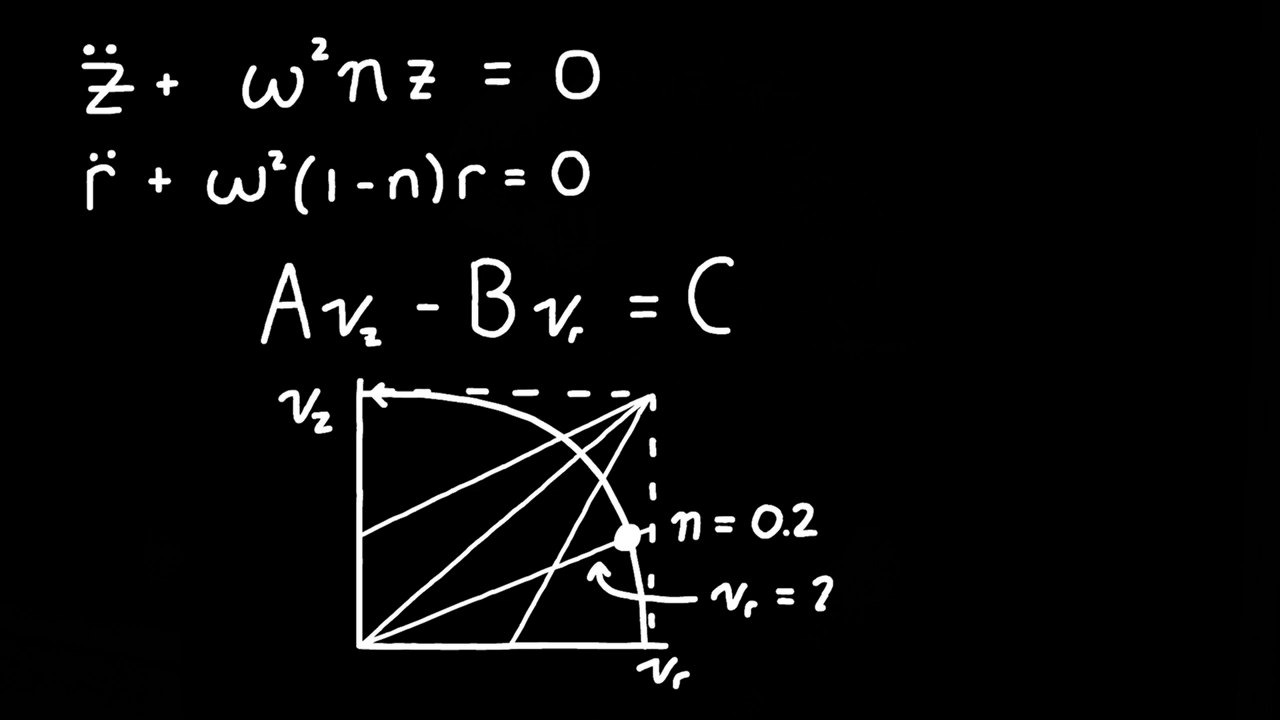 z̈ + ω²nz = 0
r̈ + ω²(1-n)r = 0
Av_z - Bv_r = C
v_z
n = 0.2
v_r = ?
v_r